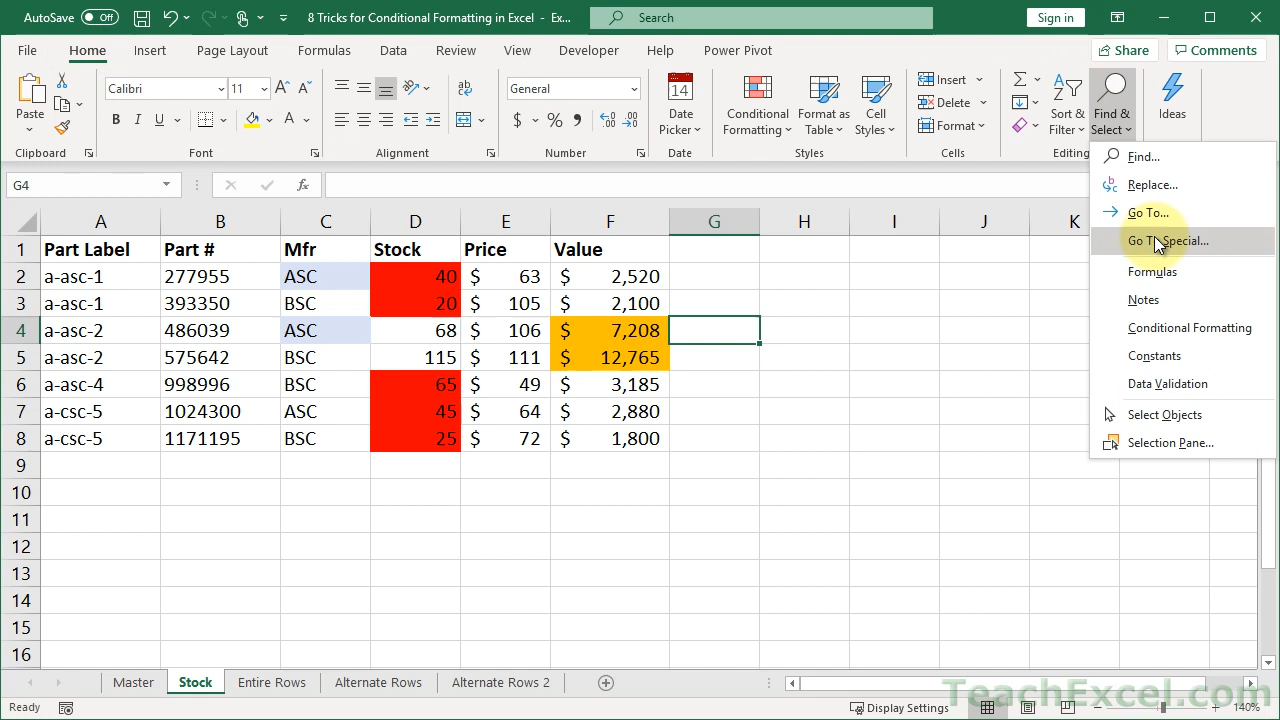 AutoSave Off 8 Tricks for Conditional Formatting in Excel - Ex... Search Sign in
File Home Insert Page Layout Formulas Data Review View Developer Help Power Pivot Share Comments
Paste
Calibri 11
B I U A
ab
General
$ % 9
Date Picker
14
Conditional Formatting
Format as Table
Cell Styles
Insert
Delete
Format
Sort & Filter
Find & Select
Ideas
Clipboard Font Alignment Number Date Styles Cells Editing
G4 fx
Find...
Replace...
Go To...
Go To Special...
Formulas
Notes
Conditional Formatting
Constants
Data Validation
Select Objects
Selection Pane...
A B C D E F G H I J K
1 Part Label Part # Mfr Stock Price Value
2 a-asc-1 277955 ASC 40 $ 63 $ 2,520
3 a-asc-1 393350 BSC 20 $ 105 $ 2,100
4 a-asc-2 486039 ASC 68 $ 106 $ 7,208
5 a-asc-2 575642 BSC 115 $ 111 $ 12,765
6 a-asc-4 998996 BSC 65 $ 49 $ 3,185
7 a-csc-5 1024300 ASC 45 $ 64 $ 2,880
8 a-csc-5 1171195 BSC 25 $ 72 $ 1,800
9
10
11
12
13
14
15
16
Master Stock Entire Rows Alternate Rows Alternate Rows 2
TeachExcel.com
Ready Display Settings 140%